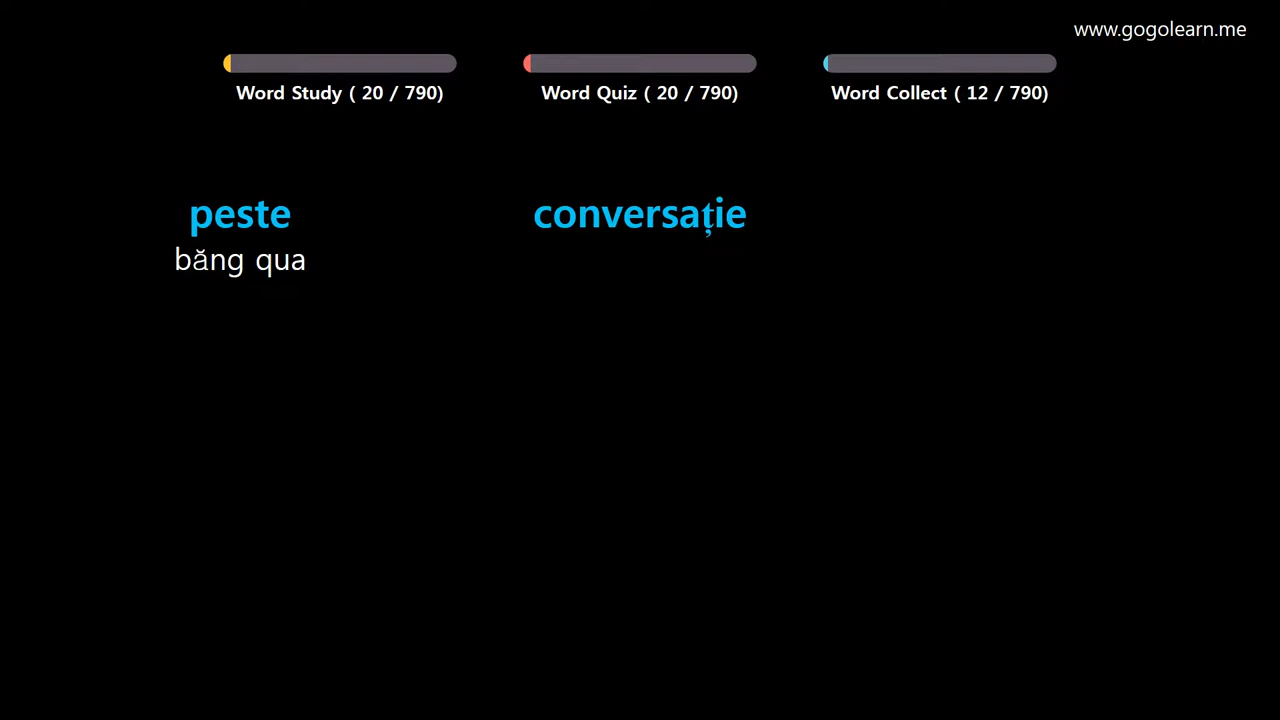 www.gogolearn.me
Word Study ( 20 / 790)
Word Quiz ( 20 / 790)
Word Collect ( 12 / 790)
peste
conversație
băng qua